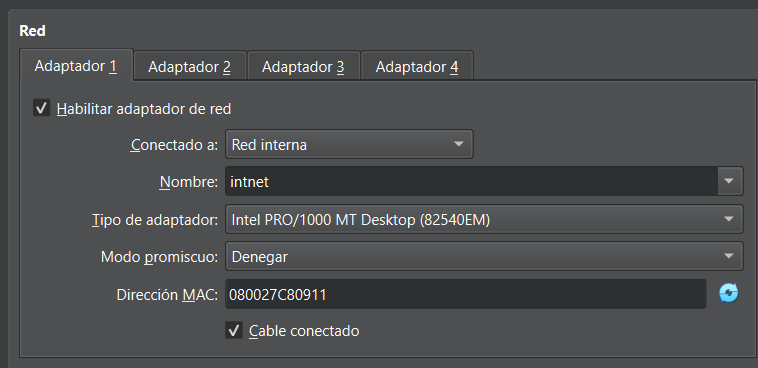 Red
Adaptador 1 Adaptador 2 Adaptador 3 Adaptador 4
Habilitar adaptador de red
Conectado a: Red interna
Nombre: intnet
Tipo de adaptador: Intel PRO/1000 MT Desktop (82540EM)
Modo promiscuo: Denegar
Dirección MAC: 080027C80911
Cable conectado